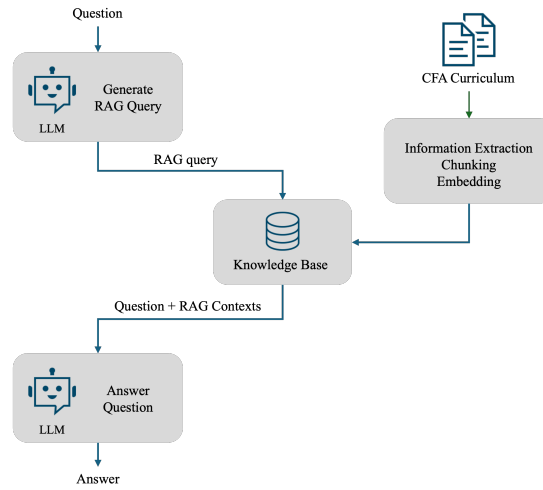 Question
Generate
RAG Query
LLM
CFA Curriculum
Information Extraction
Chunking
Embedding
RAG query
Knowledge Base
Question + RAG Contexts
Answer
Question
LLM
Answer